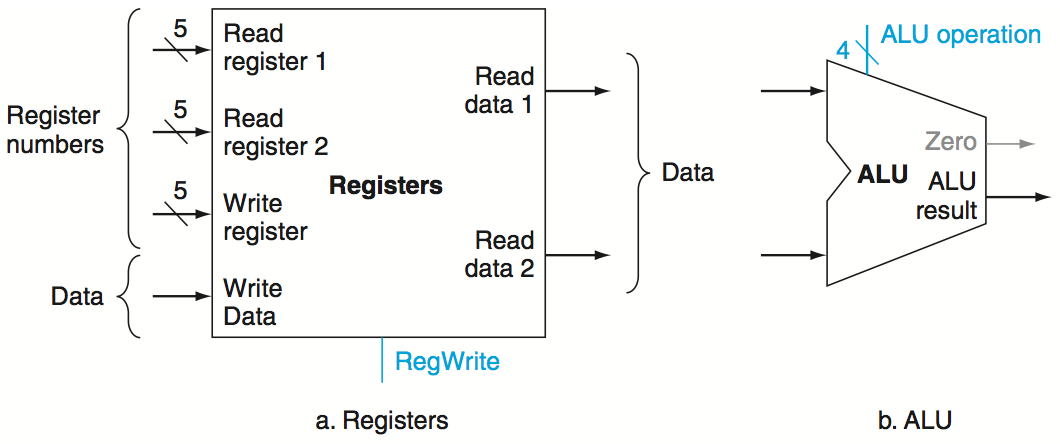 Register
numbers
Data
5
Read
register 1
5
Read
register 2
5
Write
register
Write
Data
Registers
Read
data 1
Read
data 2
RegWrite
Data
a. Registers
4
ALU operation
Zero
ALU
ALU
result
b. ALU